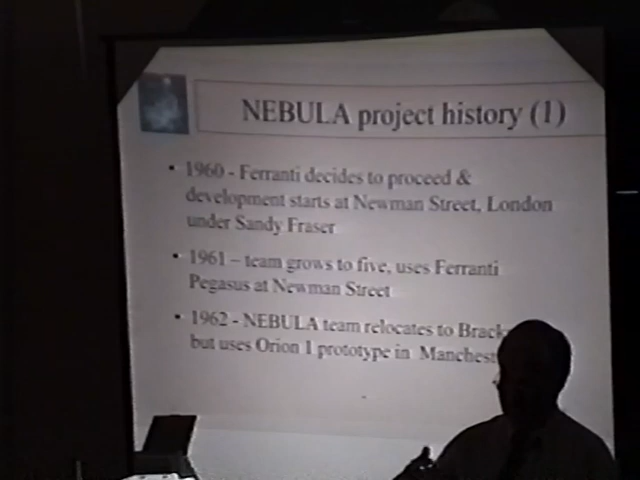 NEBULA project history (1)
• 1960 - Ferranti decides to proceed &
development starts at Newman Street, London
under Sandy Fraser
• 1961 – team grows to five, uses Ferranti
Pegasus at Newman Street
• 1962 - NEBULA team relocates to Brack
but uses Orion 1 prototype in Manchest